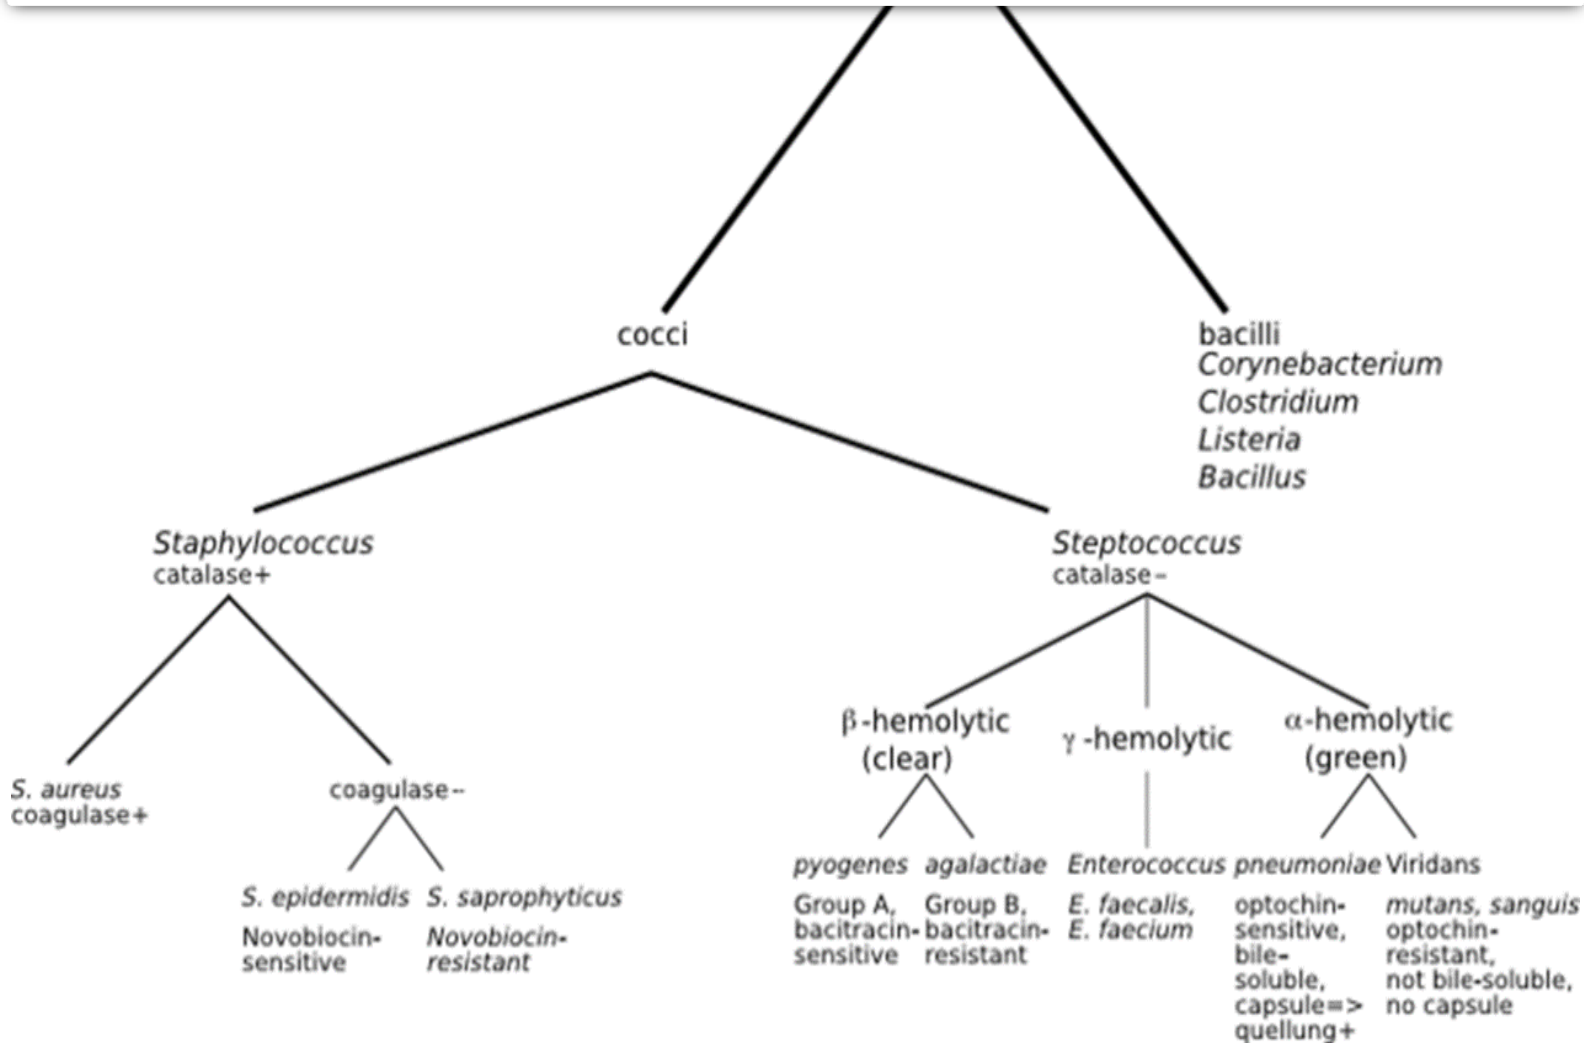 cocci
bacilli
Corynebacterium
Clostridium
Listeria
Bacillus
Staphylococcus
catalase+
Steptococcus
catalase–
β-hemolytic
(clear)
γ-hemolytic
α-hemolytic
(green)
S. aureus
coagulase+
coagulase–
S. epidermidis
Novobiocin-
sensitive
S. saprophyticus
Novobiocin-
resistant
pyogenes
Group A,
bacitracin-
sensitive
agalactiae
Group B,
bacitracin-
resistant
Enterococcus
E. faecalis,
E. faecium
pneumoniae
optochin-
sensitive,
bile-
soluble,
capsule=>
quellung+
Viridans
mutans, sanguis
optochin-
resistant,
not bile-soluble,
no capsule